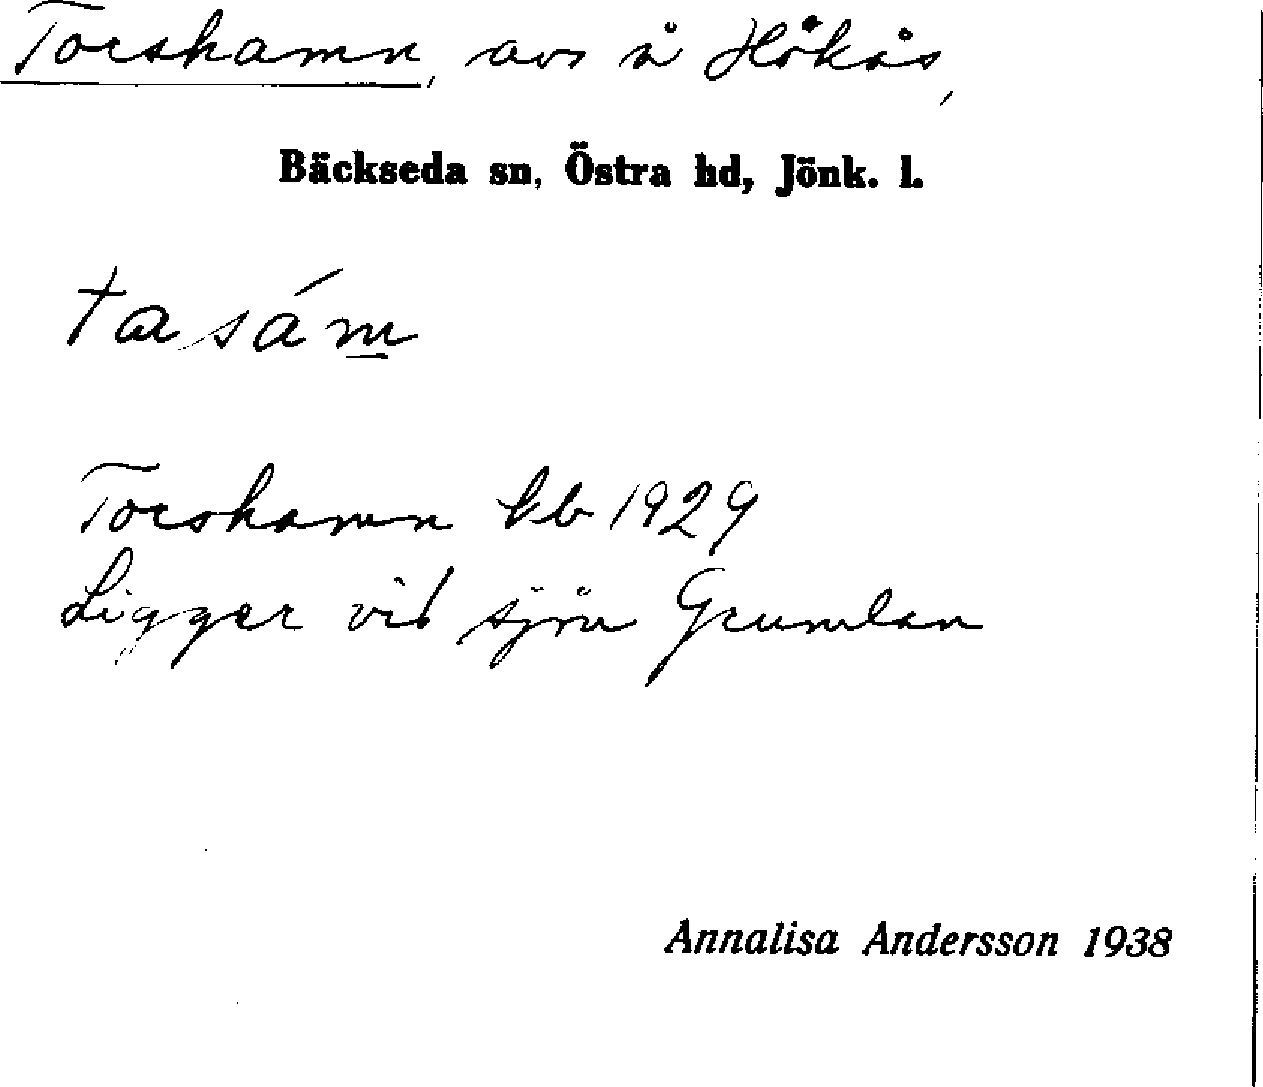 Torshamn, avs å Hökås,
Bäckseda sn, Östra hd, Jönk. l.
tasám
Torshamn kb 1929
Ligger vid sjön Grumlan
Annalisa Andersson 1938